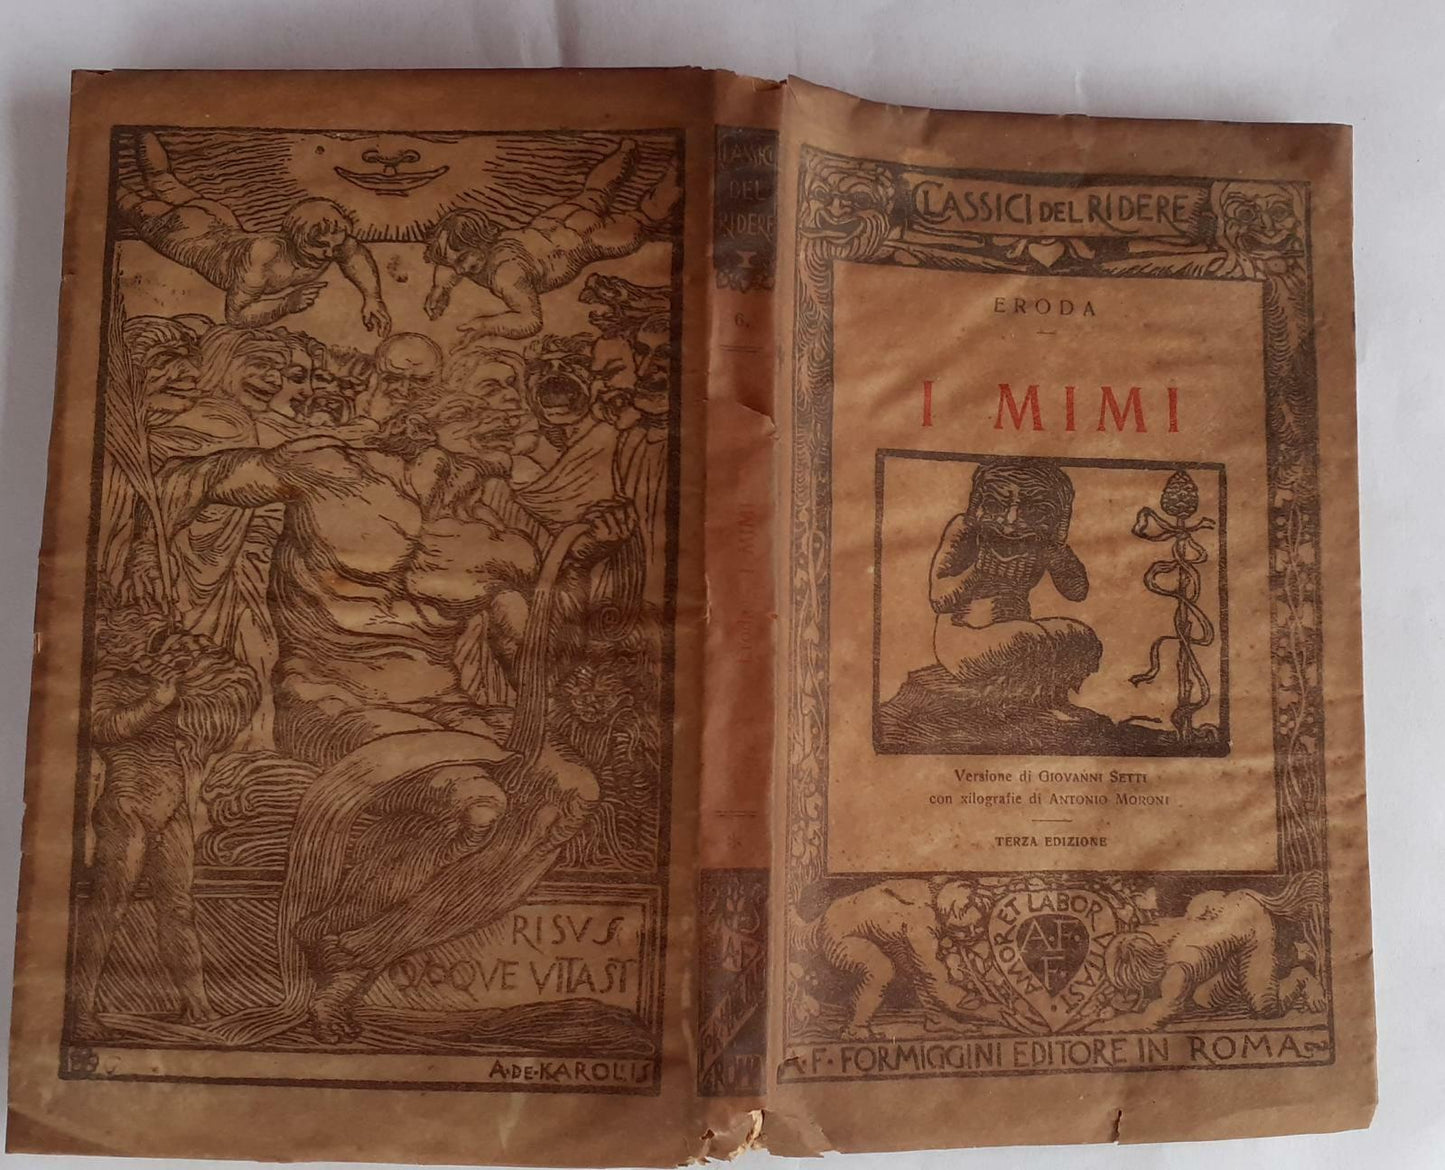 RISVS
QVOQVE VITAST
A·DE·KAROLIS
CLASSICI
DEL
RIDERE
6.
I MIMI
ROMA
CLASSICI DEL RIDERE
ERODA
I MIMI
Versione di GIOVANNI SETTI
con xilografie di ANTONIO MORONI
TERZA EDIZIONE
AMOR ET LABOR VITAST
A.F.
F
A·F·FORMIGGINI EDITORE IN ROMA